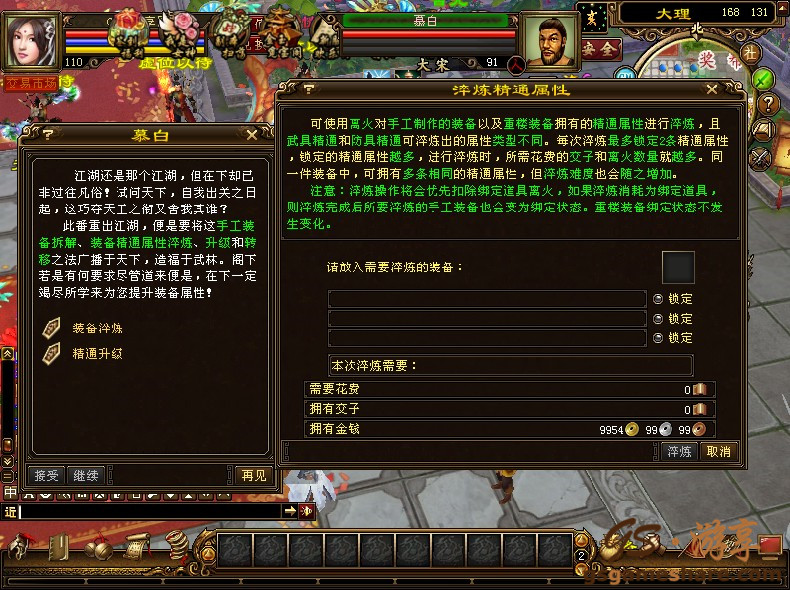 慕白
大理
168 131
北
110
虚位以待
91
大宋
安全
社
交易市场
待
慕白
江湖还是那个江湖，但在下却已
非过往凡俗！试问天下，自我出关之日
起，这巧夺天工之衔又舍我其谁？
此番重出江湖，便是要将这手工装
备拆解、装备精通属性淬炼、升级和转
移之法广播于天下，造福于武林。阁下
若是有何要求尽管道来便是，在下一定
竭尽所学来为您提升装备属性！
装备淬炼
精通升级
接受
继续
再见
淬炼精通属性
可使用离火对手工制作的装备以及重楼装备拥有的精通属性进行淬炼，且
武具精通和防具精通可淬炼出的属性类型不同。每次淬炼最多锁定2条精通属性
，锁定的精通属性越多，进行淬炼时，所需花费的交子和离火数量就越多。同
一件装备中，可拥有多条相同的精通属性，但淬炼难度也会随之增加。
注意：淬炼操作将会优先扣除绑定道具离火，如果淬炼消耗为绑定道具，
则淬炼完成后所要淬炼的手工装备也会变为绑定状态。重楼装备绑定状态不发
生变化。
请放入需要淬炼的装备：
锁定
锁定
锁定
本次淬炼需要：
需要花费 0
拥有交子 0
拥有金钱 9954 99 99
淬炼
取消
近
2
GS·游享